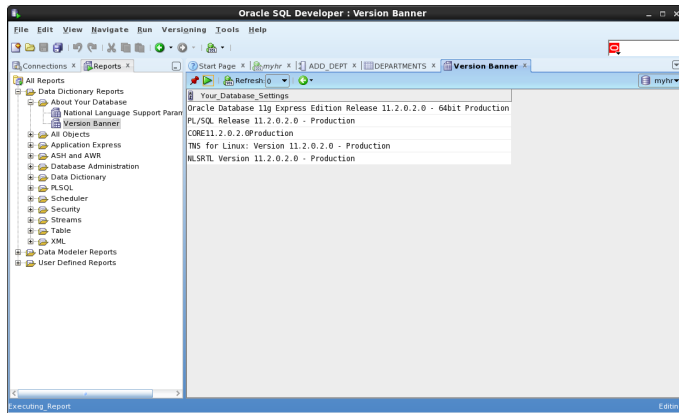 Oracle SQL Developer : Version Banner
File Edit View Navigate Run Versioning Tools Help
Connections Reports
Start Page myhr ADD_DEPT DEPARTMENTS Version Banner
All Reports
Data Dictionary Reports
About Your Database
National Language Support Param
Version Banner
All Objects
Application Express
ASH and AWR
Database Administration
Data Dictionary
PLSQL
Scheduler
Security
Streams
Table
XML
Data Modeler Reports
User Defined Reports
Refresh: 0
myhr
Your_Database_Settings
Oracle Database 11g Express Edition Release 11.2.0.2.0 - 64bit Production
PL/SQL Release 11.2.0.2.0 - Production
CORE11.2.0.2.0Production
TNS for Linux: Version 11.2.0.2.0 - Production
NLSRTL Version 11.2.0.2.0 - Production
Executing_Report
Editin